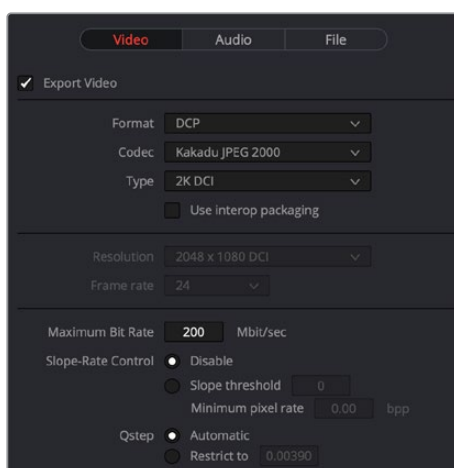 Video Audio File
Export Video
Format DCP
Codec Kakadu JPEG 2000
Type 2K DCI
Use interop packaging
Resolution 2048 x 1080 DCI
Frame rate 24
Maximum Bit Rate 200 Mbit/sec
Slope-Rate Control Disable
Slope threshold 0
Minimum pixel rate 0.00 bpp
Qstep Automatic
Restrict to 0.00390